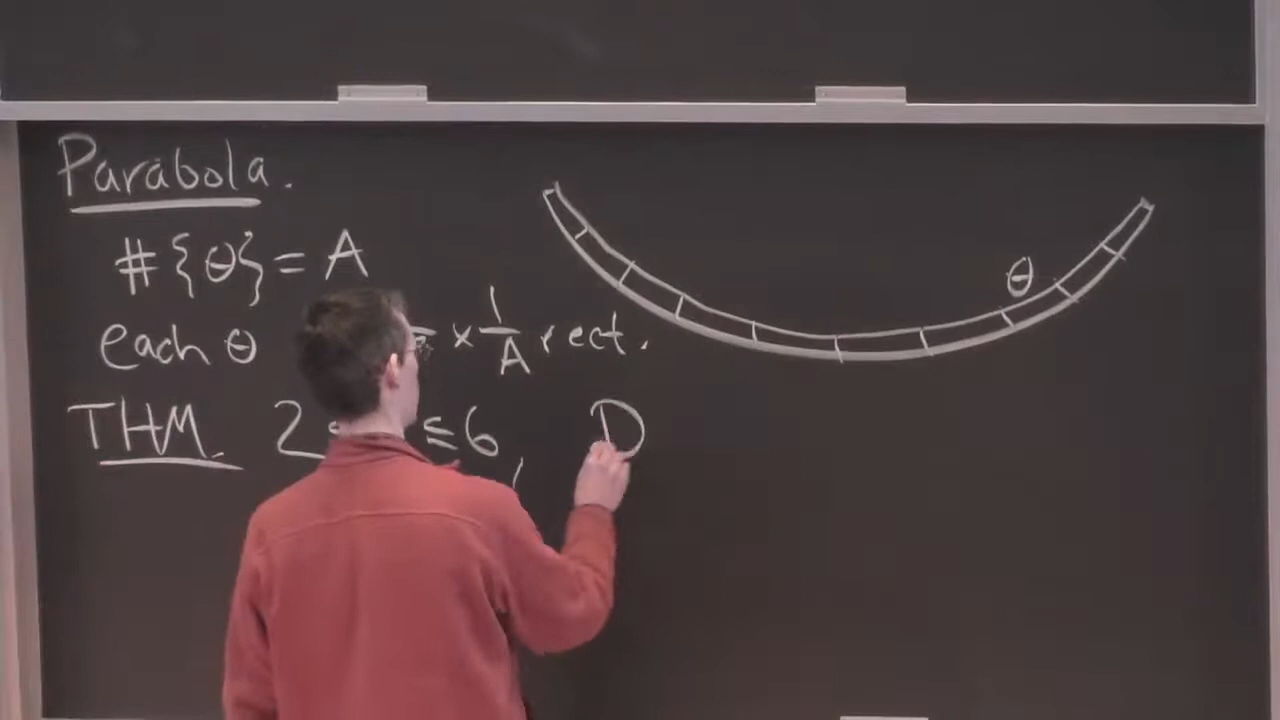 Parabola.
#{θ} = A
θ
each θ × 1/A rect.
THM. 2 ≤ 6, D